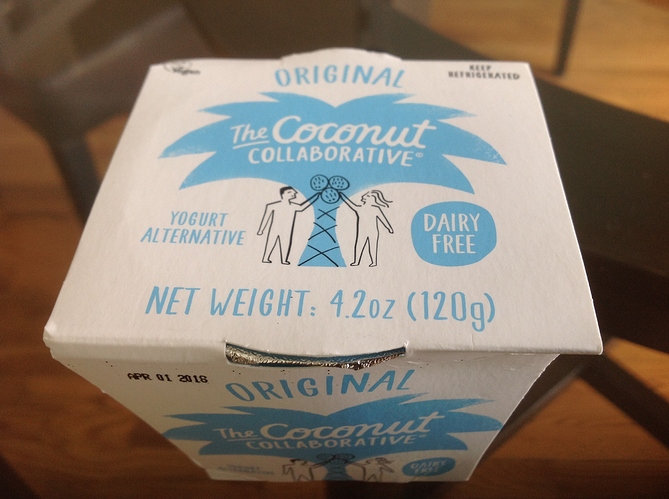 Vegan
ORIGINAL
KEEP
REFRIGERATED
The Coconut
COLLABORATIVE®
YOGURT
ALTERNATIVE
DAIRY
FREE
NET WEIGHT: 4.2oz (120g)
APR 01 2018
ORIGINAL
The Coconut
COLLABORATIVE®
DAIRY
FREE